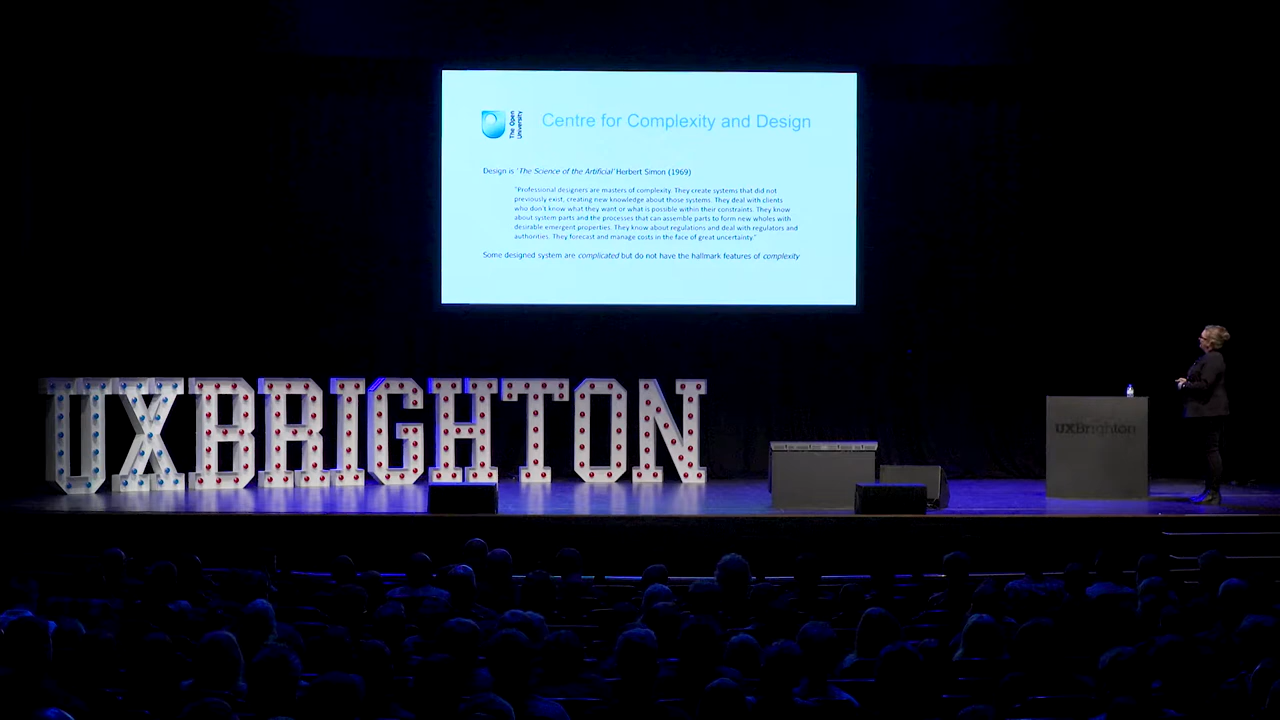 The Open
University
Centre for Complexity and Design
Design is 'The Science of the Artificial' Herbert Simon (1969)
"Professional designers are masters of complexity. They create systems that did not
previously exist, creating new knowledge about those systems. They deal with clients
who don't know what they want or what is possible within their constraints. They know
about system parts and the processes that can assemble parts to form new wholes with
desirable emergent properties. They know about regulations and deal with regulators and
authorities. They forecast and manage costs in the face of great uncertainty."
Some designed system are complicated but do not have the hallmark features of complexity
UXBRIGHTON
UXBrighton